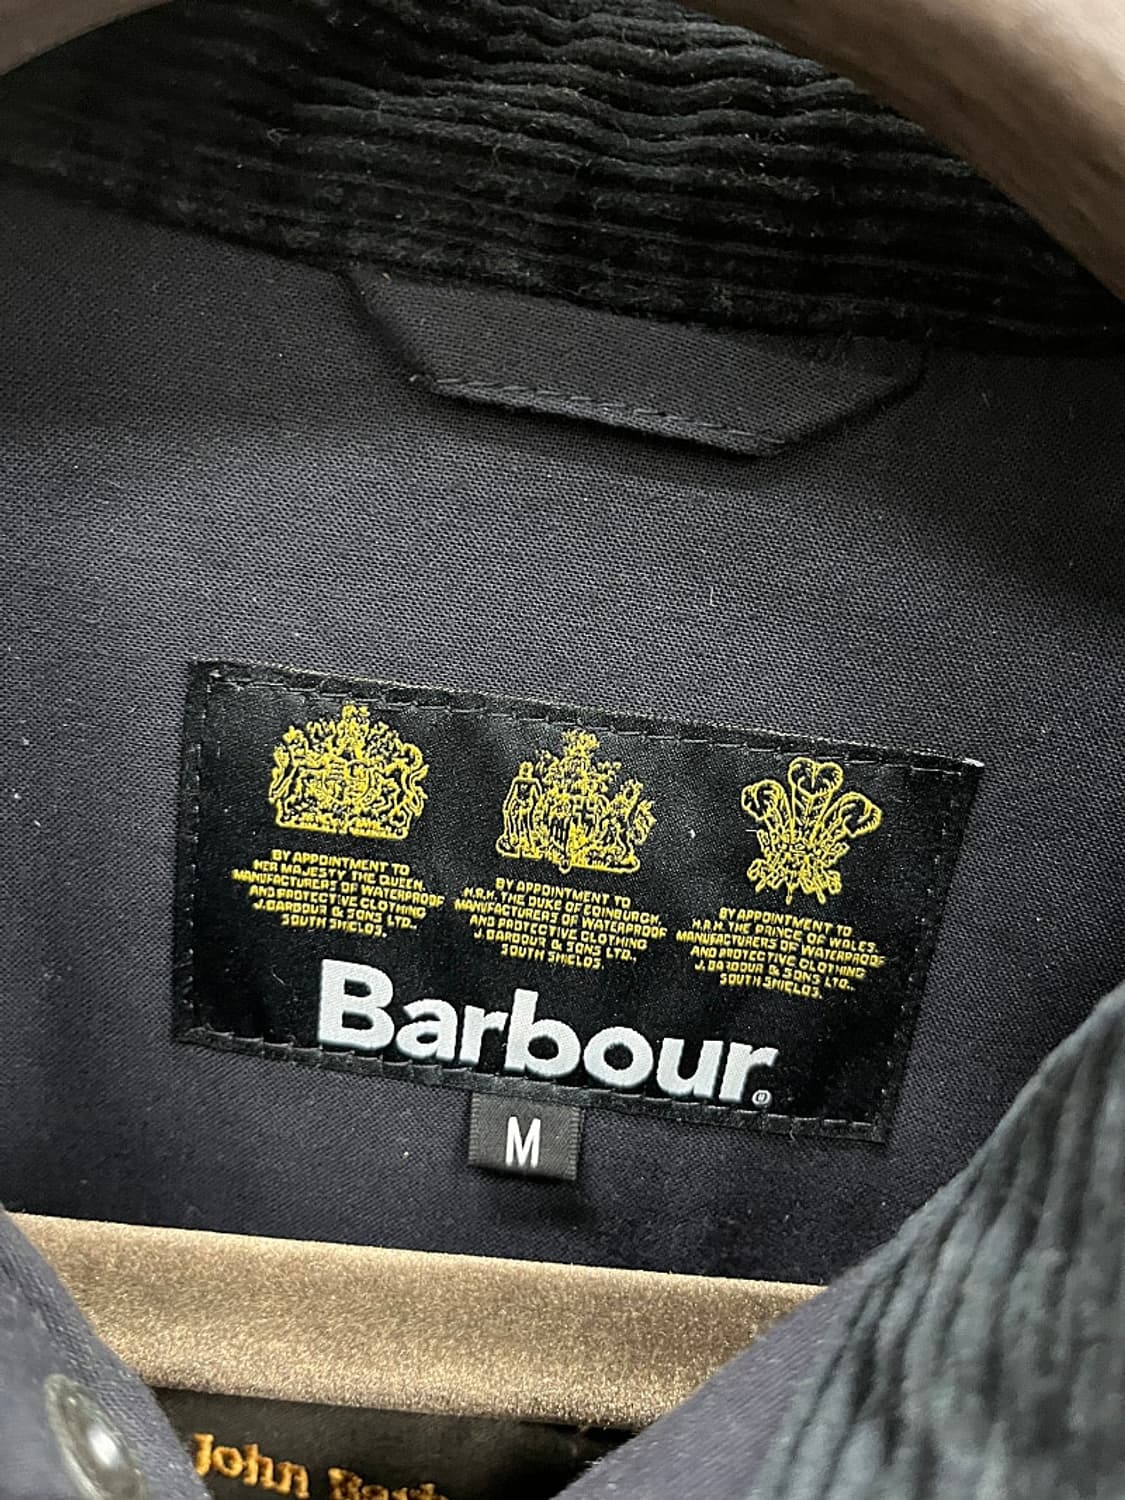 BY APPOINTMENT TO
HER MAJESTY THE QUEEN,
MANUFACTURERS OF WATERPROOF
AND PROTECTIVE CLOTHING
J. BARBOUR & SONS LTD.,
SOUTH SHIELDS.
BY APPOINTMENT TO
H.R.H. THE DUKE OF EDINBURGH,
MANUFACTURERS OF WATERPROOF
AND PROTECTIVE CLOTHING
J. BARBOUR & SONS LTD.,
SOUTH SHIELDS.
BY APPOINTMENT TO
H.R.H. THE PRINCE OF WALES.
MANUFACTURERS OF WATERPROOF
AND PROTECTIVE CLOTHING
J. BARBOUR & SONS LTD.,
SOUTH SHIELDS.
Barbour®
M
John